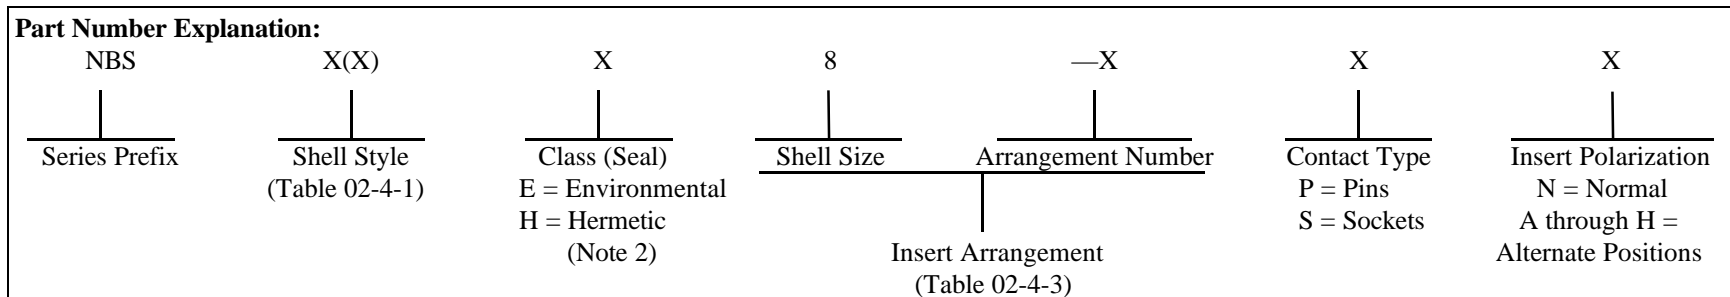 Part Number Explanation:
NBS X(X) X 8 —X X X
Series Prefix Shell Style Class (Seal) Shell Size Arrangement Number Contact Type Insert Polarization
(Table 02-4-1) E = Environmental P = Pins N = Normal
H = Hermetic S = Sockets A through H =
(Note 2) Insert Arrangement Alternate Positions
(Table 02-4-3)